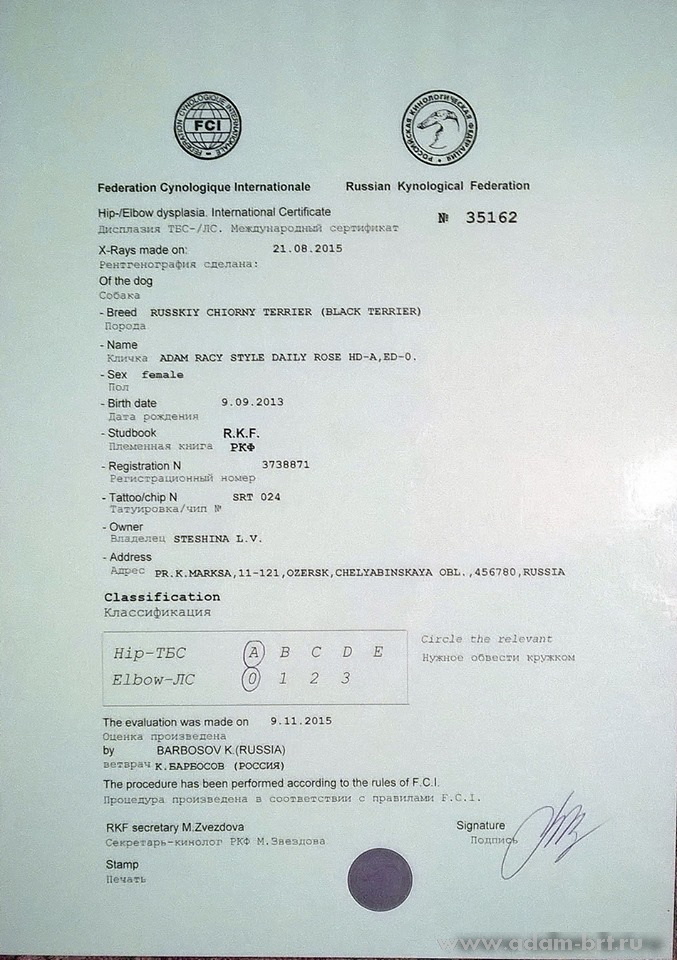 FEDERATION CYNOLOGIQUE INTERNATIONALE
FCI
РОССИЙСКАЯ КИНОЛОГИЧЕСКАЯ ФЕДЕРАЦИЯ
Federation Cynologique Internationale Russian Kynological Federation
Hip-/Elbow dysplasia. International Certificate № 35162
Дисплазия ТБС-/ЛС. Международный сертификат
X-Rays made on: 21.08.2015
Рентгенография сделана:
Of the dog
Собака
- Breed RUSSKIY CHIORNY TERRIER (BLACK TERRIER)
Порода
- Name
Кличка ADAM RACY STYLE DAILY ROSE HD-A,ED-0.
- Sex female
Пол
- Birth date 9.09.2013
Дата рождения
- Studbook R.K.F.
Племенная книга РКФ
- Registration N 3738871
Регистрационный номер
- Tattoo/chip N SRT 024
Татуировка/чип №
- Owner
Владелец STESHINA L.V.
- Address
Адрес PR.K.MARKSA,11-121,OZERSK,CHELYABINSKAYA OBL.,456780,RUSSIA
Classification
Классификация
Hip-ТБС A B C D E
Elbow-ЛС 0 1 2 3
Circle the relevant
Нужное обвести кружком
The evaluation was made on 9.11.2015
Оценка произведена
by BARBOSOV K.(RUSSIA)
ветврач К.БАРБОСОВ (РОССИЯ)
The procedure has been performed according to the rules of F.C.I.
Процедура произведена в соответствии с правилами F.C.I.
RKF secretary M.Zvezdova Signature
Секретарь-кинолог РКФ М.Звездова Подпись
Stamp
Печать
www.adam-brt.ru